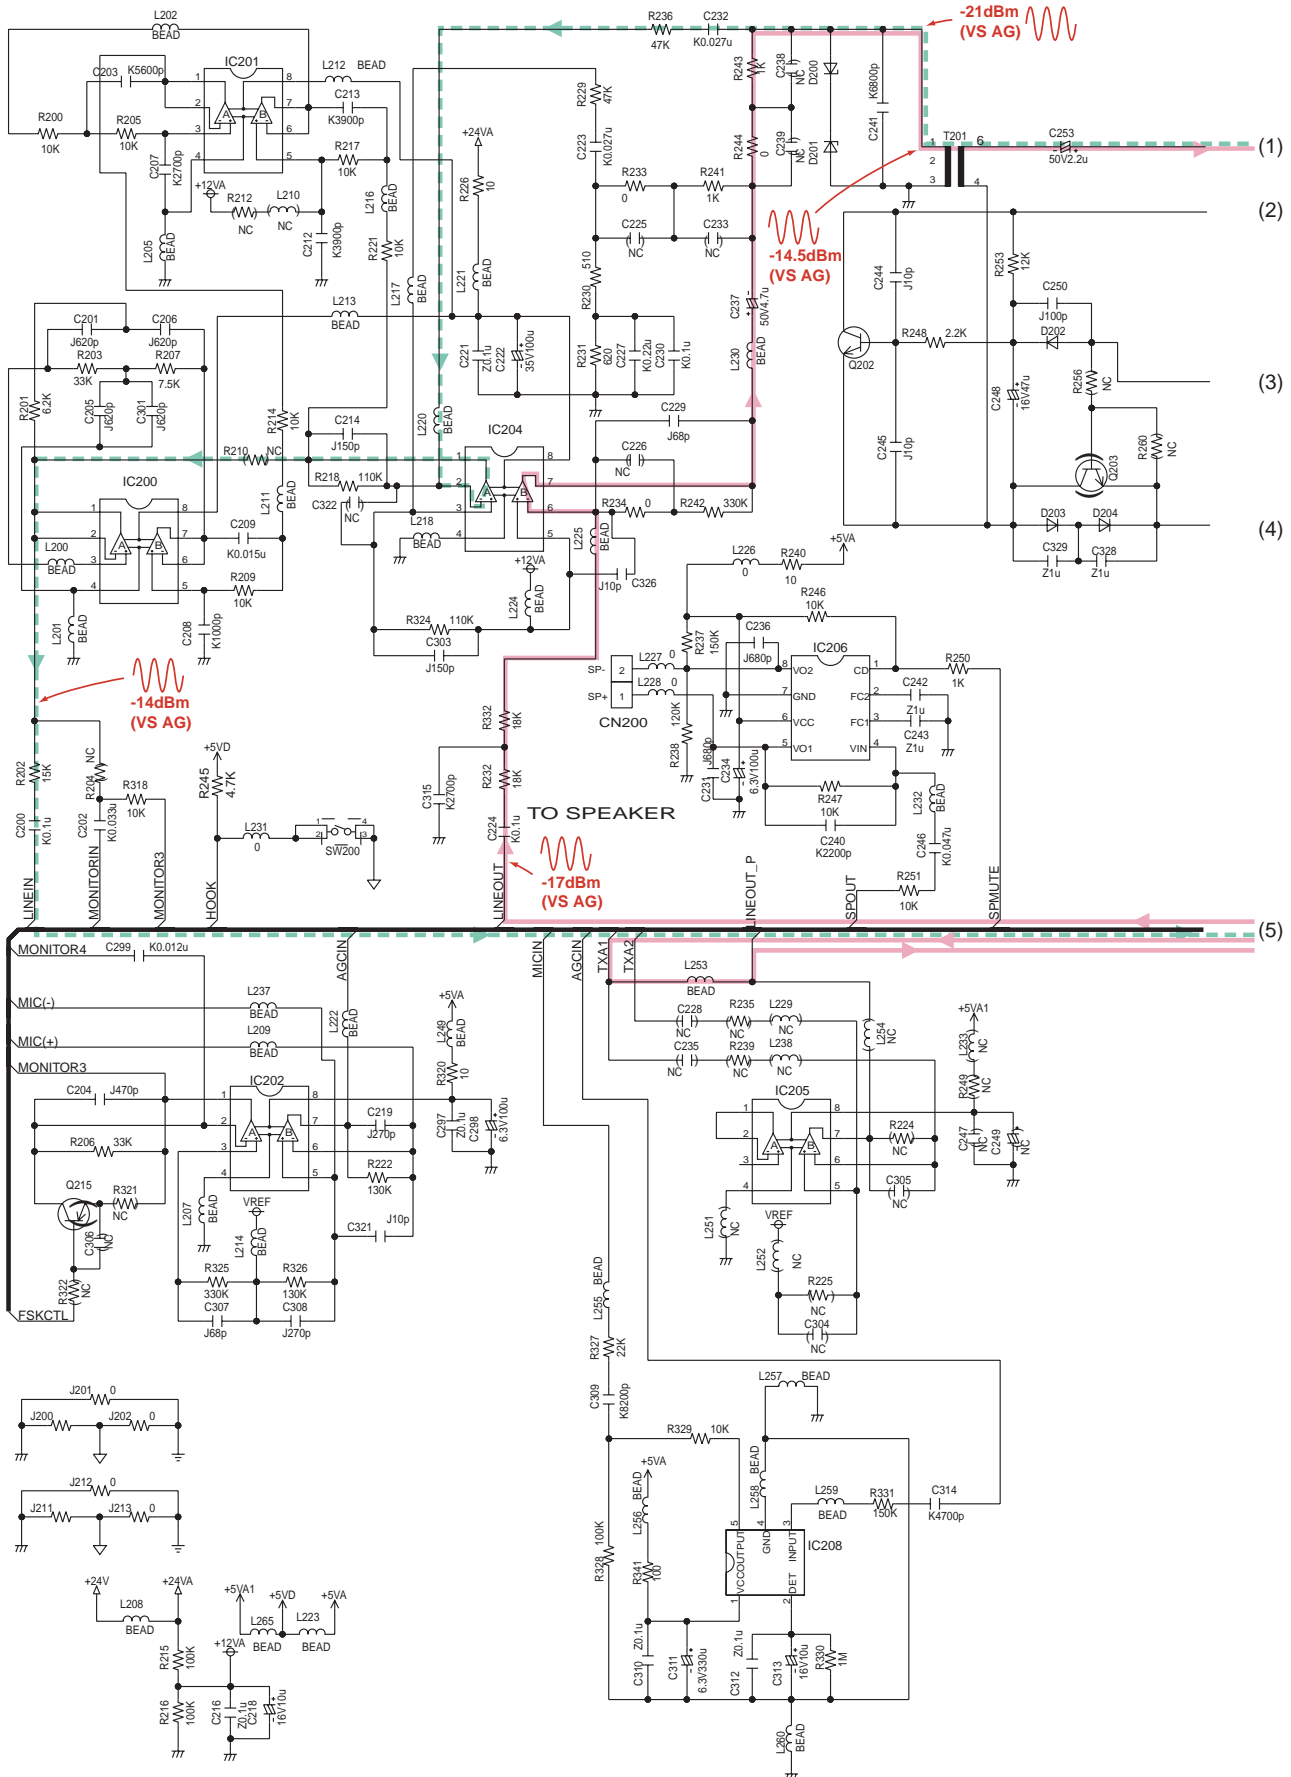 L202
BEAD
R236
47K
C232
K0.027u
-21dBm
(VS AG)
C203
K5600p
IC201
L212 BEAD
C213
K3900p
R200
10K
R205
10K
C207
K2700p
R217
10K
+12VA
R212
NC
L210
NC
L216
BEAD
C212
K3900p
R221
10K
L205
BEAD
+24VA
R226
10
L221
BEAD
L217
BEAD
R229
47K
C223
K0.027u
R233
0
R241
1K
C225
NC
C233
NC
R243
1K
C238
NC
D200
R244
0
C239
NC
D201
K6800p
C241
T201
C253
50V2.2u
(1)
(2)
-14.5dBm
(VS AG)
510
R230
C237
50V4.7u
L230
BEAD
C244
J10p
R253
12K
C250
J100p
D202
R248
2.2K
Q202
R256
NC
(3)
C248
16V47u
C245
J10p
Q203
R260
NC
D203
D204
(4)
C329
Z1u
C328
Z1u
C201
J620p
C206
J620p
R203
33K
R207
7.5K
R201
6.2K
C205
J620p
C301
J620p
L213
BEAD
C221
Z0.1u
C222
35V100u
R231
620
C227
K0.22u
C230
K0.1u
R214
10K
R210
NC
C214
J150p
L220
BEAD
IC204
C229
J68p
C226
NC
R218
110K
C322
NC
R234
0
R242
330K
L211
BEAD
IC200
C209
K0.015u
L200
BEAD
R209
10K
L218
BEAD
L225
BEAD
+12VA
J10p
C326
L201
BEAD
C208
K1000p
R324
110K
C303
J150p
L224
BEAD
L226
0
R240
10
+5VA
R246
10K
R237
150K
C236
J680p
IC206
SP-
2
L227
0
SP+
1
L228
0
CN200
VO2
GND
VCC
VO1
CD
FC2
FC1
VIN
R250
1K
C242
Z1u
C243
Z1u
120K
R238
J680p
C231
C234
6.3V100u
R247
10K
C240
K2200p
L232
BEAD
C246
K0.047u
R251
10K
-14dBm
(VS AG)
R202
15K
R204
NC
R318
10K
C200
K0.1u
C202
K0.033u
+5VD
R245
4.7K
L231
0
SW200
R332
18K
C315
K2700p
R232
18K
TO SPEAKER
C224
K0.1u
-17dBm
(VS AG)
LINEIN
MONITORIN
MONITOR3
HOOK
LINEOUT
LINEOUT_P
SPOUT
SPMUTE
(5)
MONITOR4
C299
K0.012u
AGCIN
MICIN
AGCIN
TXA1
TXA2
L253
BEAD
MIC(-)
L237
BEAD
MIC(+)
L209
BEAD
MONITOR3
L222
BEAD
+5VA
L249
BEAD
R320
10
C204
J470p
IC202
C219
J270p
C297
Z0.1u
C298
6.3V100u
R206
33K
R222
130K
Q215
R321
NC
C306
NC
R322
NC
FSKCTL
L207
BEAD
VREF
L214
BEAD
C321
J10p
R325
330K
R326
130K
C307
J68p
C308
J270p
C228
NC
R235
NC
L229
NC
C235
NC
R239
NC
L238
NC
L254
NC
+5VA1
L233
NC
R249
NC
IC205
R224
NC
C247
NC
C249
NC
C305
NC
L251
NC
VREF
L252
NC
R225
NC
C304
NC
L255
BEAD
R327
22K
C309
K8200p
L257
BEAD
J201
0
J200
J202
0
J212
0
J211
J213
0
R329
10K
+5VA
L256
BEAD
L258
BEAD
L259
BEAD
R331
150K
C314
K4700p
100K
R328
R341
100
OUTPUT
VCC
GND
INPUT
DET
IC208
C310
Z0.1u
C311
6.3V330u
Z0.1u
C312
C313
16V10u
R330
1M
L260
BEAD
+24V
+24VA
L208
BEAD
R215
100K
R216
100K
+12VA
C216
Z0.1u
C218
16V10u
+5VA1
+5VD
+5VA
L265
BEAD
L223
BEAD